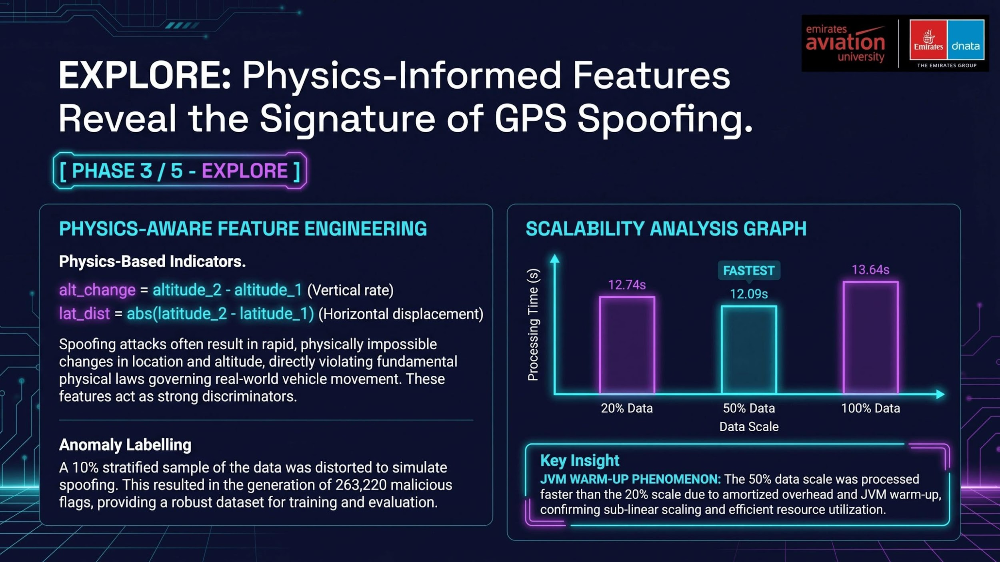 emirates
aviation
university
Emirates
dnata
THE EMIRATES GROUP
EXPLORE: Physics-Informed Features
Reveal the Signature of GPS Spoofing.
[ PHASE 3 / 5 - EXPLORE ]
PHYSICS-AWARE FEATURE ENGINEERING
Physics-Based Indicators.
alt_change = altitude_2 - altitude_1 (Vertical rate)
lat_dist = abs(latitude_2 - latitude_1) (Horizontal displacement)
Spoofing attacks often result in rapid, physically impossible
changes in location and altitude, directly violating fundamental
physical laws governing real-world vehicle movement. These
features act as strong discriminators.
Anomaly Labelling
A 10% stratified sample of the data was distorted to simulate
spoofing. This resulted in the generation of 263,220 malicious
flags, providing a robust dataset for training and evaluation.
SCALABILITY ANALYSIS GRAPH
Processing Time (s)
12.74s
FASTEST
12.09s
13.64s
20% Data
50% Data
100% Data
Data Scale
Key Insight
JVM WARM-UP PHENOMENON: The 50% data scale was processed
faster than the 20% scale due to amortized overhead and JVM warm-up,
confirming sub-linear scaling and efficient resource utilization.